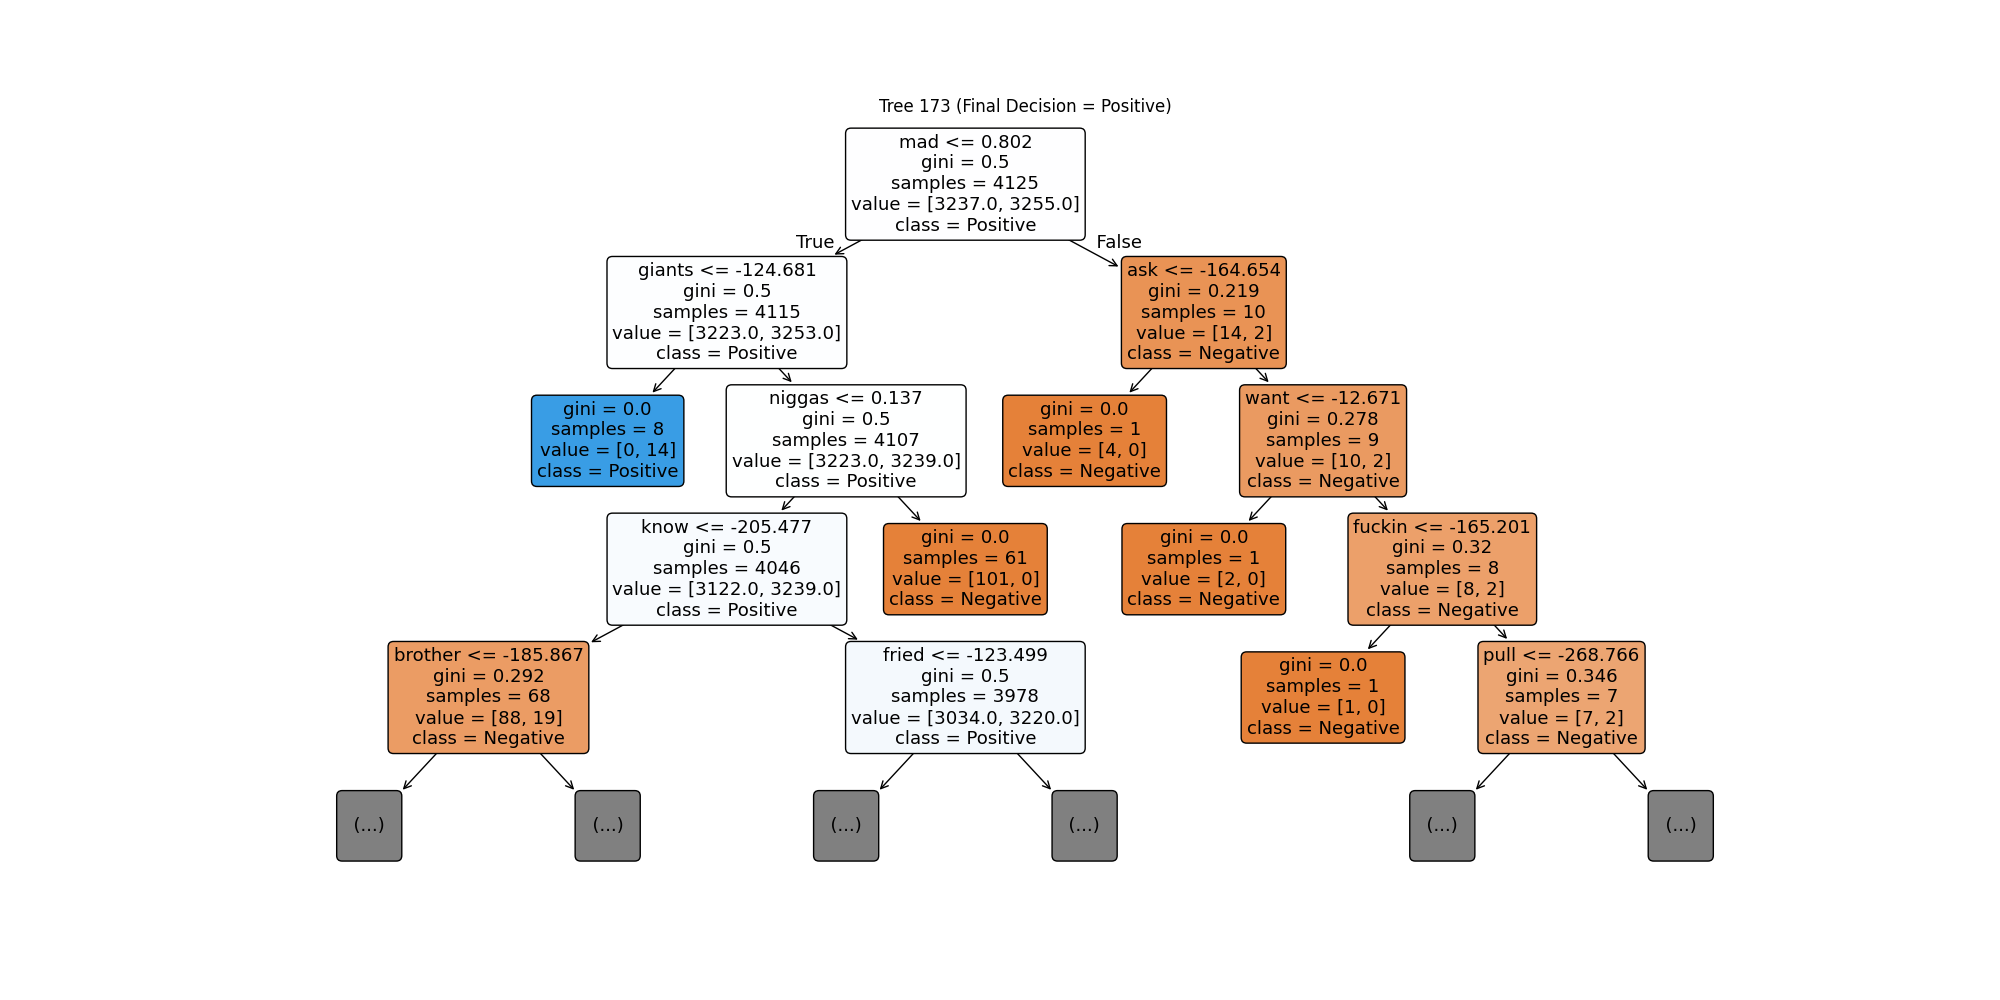 Tree 173 (Final Decision = Positive)
mad <= 0.802
gini = 0.5
samples = 4125
value = [3237.0, 3255.0]
class = Positive
True
False
giants <= -124.681
gini = 0.5
samples = 4115
value = [3223.0, 3253.0]
class = Positive
ask <= -164.654
gini = 0.219
samples = 10
value = [14, 2]
class = Negative
gini = 0.0
samples = 8
value = [0, 14]
class = Positive
niggas <= 0.137
gini = 0.5
samples = 4107
value = [3223.0, 3239.0]
class = Positive
gini = 0.0
samples = 1
value = [4, 0]
class = Negative
want <= -12.671
gini = 0.278
samples = 9
value = [10, 2]
class = Negative
know <= -205.477
gini = 0.5
samples = 4046
value = [3122.0, 3239.0]
class = Positive
gini = 0.0
samples = 61
value = [101, 0]
class = Negative
gini = 0.0
samples = 1
value = [2, 0]
class = Negative
fuckin <= -165.201
gini = 0.32
samples = 8
value = [8, 2]
class = Negative
brother <= -185.867
gini = 0.292
samples = 68
value = [88, 19]
class = Negative
fried <= -123.499
gini = 0.5
samples = 3978
value = [3034.0, 3220.0]
class = Positive
gini = 0.0
samples = 1
value = [1, 0]
class = Negative
pull <= -268.766
gini = 0.346
samples = 7
value = [7, 2]
class = Negative
(...)
(...)
(...)
(...)
(...)
(...)